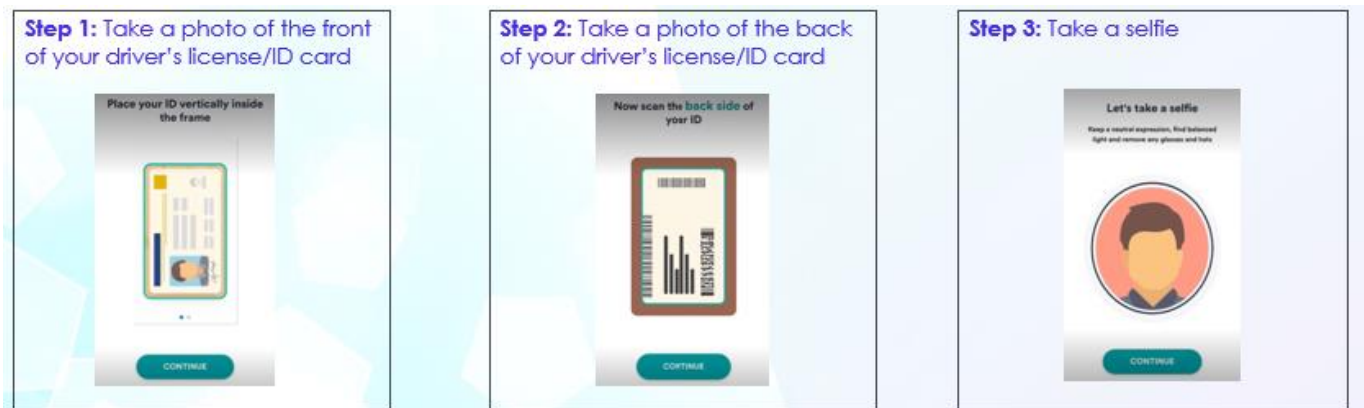 Step 1: Take a photo of the front
of your driver's license/ID card
Place your ID vertically inside
the frame
CONTINUE
Step 2: Take a photo of the back
of your driver's license/ID card
Now scan the back side of
your ID
CONTINUE
Step 3: Take a selfie
Let's take a selfie
Keep a neutral expression, find balanced
light and remove any glasses and hats
CONTINUE